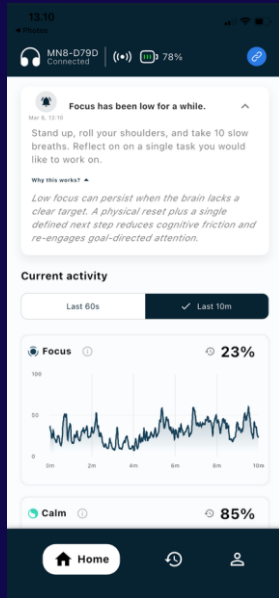 13.10
◂ Photos
MN8-D79D
Connected
78%
Focus has been low for a while.
Mar 6, 13:10
Stand up, roll your shoulders, and take 10 slow
breaths. Reflect on on a single task you would
like to work on.
Why this works?
Low focus can persist when the brain lacks a
clear target. A physical reset plus a single
defined next step reduces cognitive friction and
re-engages goal-directed attention.
Current activity
Last 60s
Last 10m
Focus
23%
100
50
0
0m 2m 4m 6m 8m 10m
Calm
85%
Home